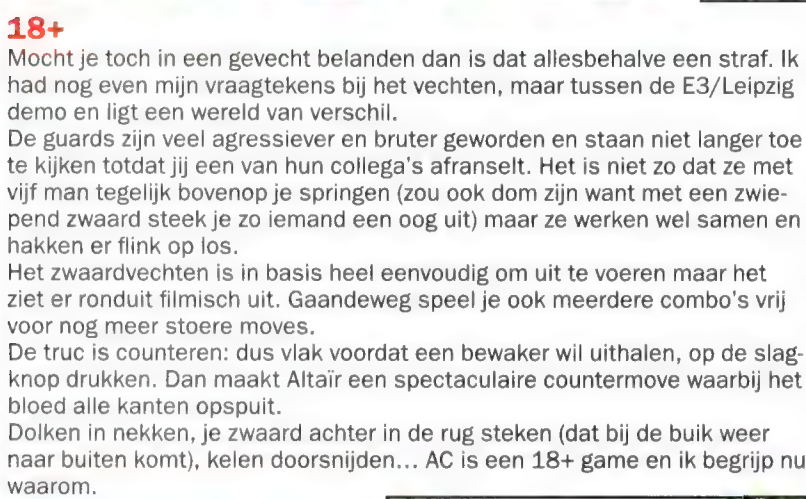 18+
Mocht je toch in een gevecht belanden dan is dat allesbehalve een straf. Ik
had nog even mijn vraagtekens bij het vechten, maar tussen de E3/Leipzig
demo en ligt een wereld van verschil.
De guards zijn veel agressiever en bruter geworden en staan niet langer toe
te kijken totdat jij een van hun collega's afranselt. Het is niet zo dat ze met
vijf man tegelijk bovenop je springen (zou ook dom zijn want met een zwie-
pend zwaard steek je zo iemand een oog uit) maar ze werken wel samen en
hakken er flink op los.
Het zwaardvechten is in basis heel eenvoudig om uit te voeren maar het
ziet er ronduit filmisch uit. Gaandeweg speel je ook meerdere combo's vrij
voor nog meer stoere moves.
De truc is counteren: dus vlak voordat een bewaker wil uithalen, op de slag-
knop drukken. Dan maakt Altaïr een spectaculaire countermove waarbij het
bloed alle kanten opspuit.
Dolken in nekken, je zwaard achter in de rug steken (dat bij de buik weer
naar buiten komt), kelen doorsnijden... AC is een 18+ game en ik begrijp nu
waarom.